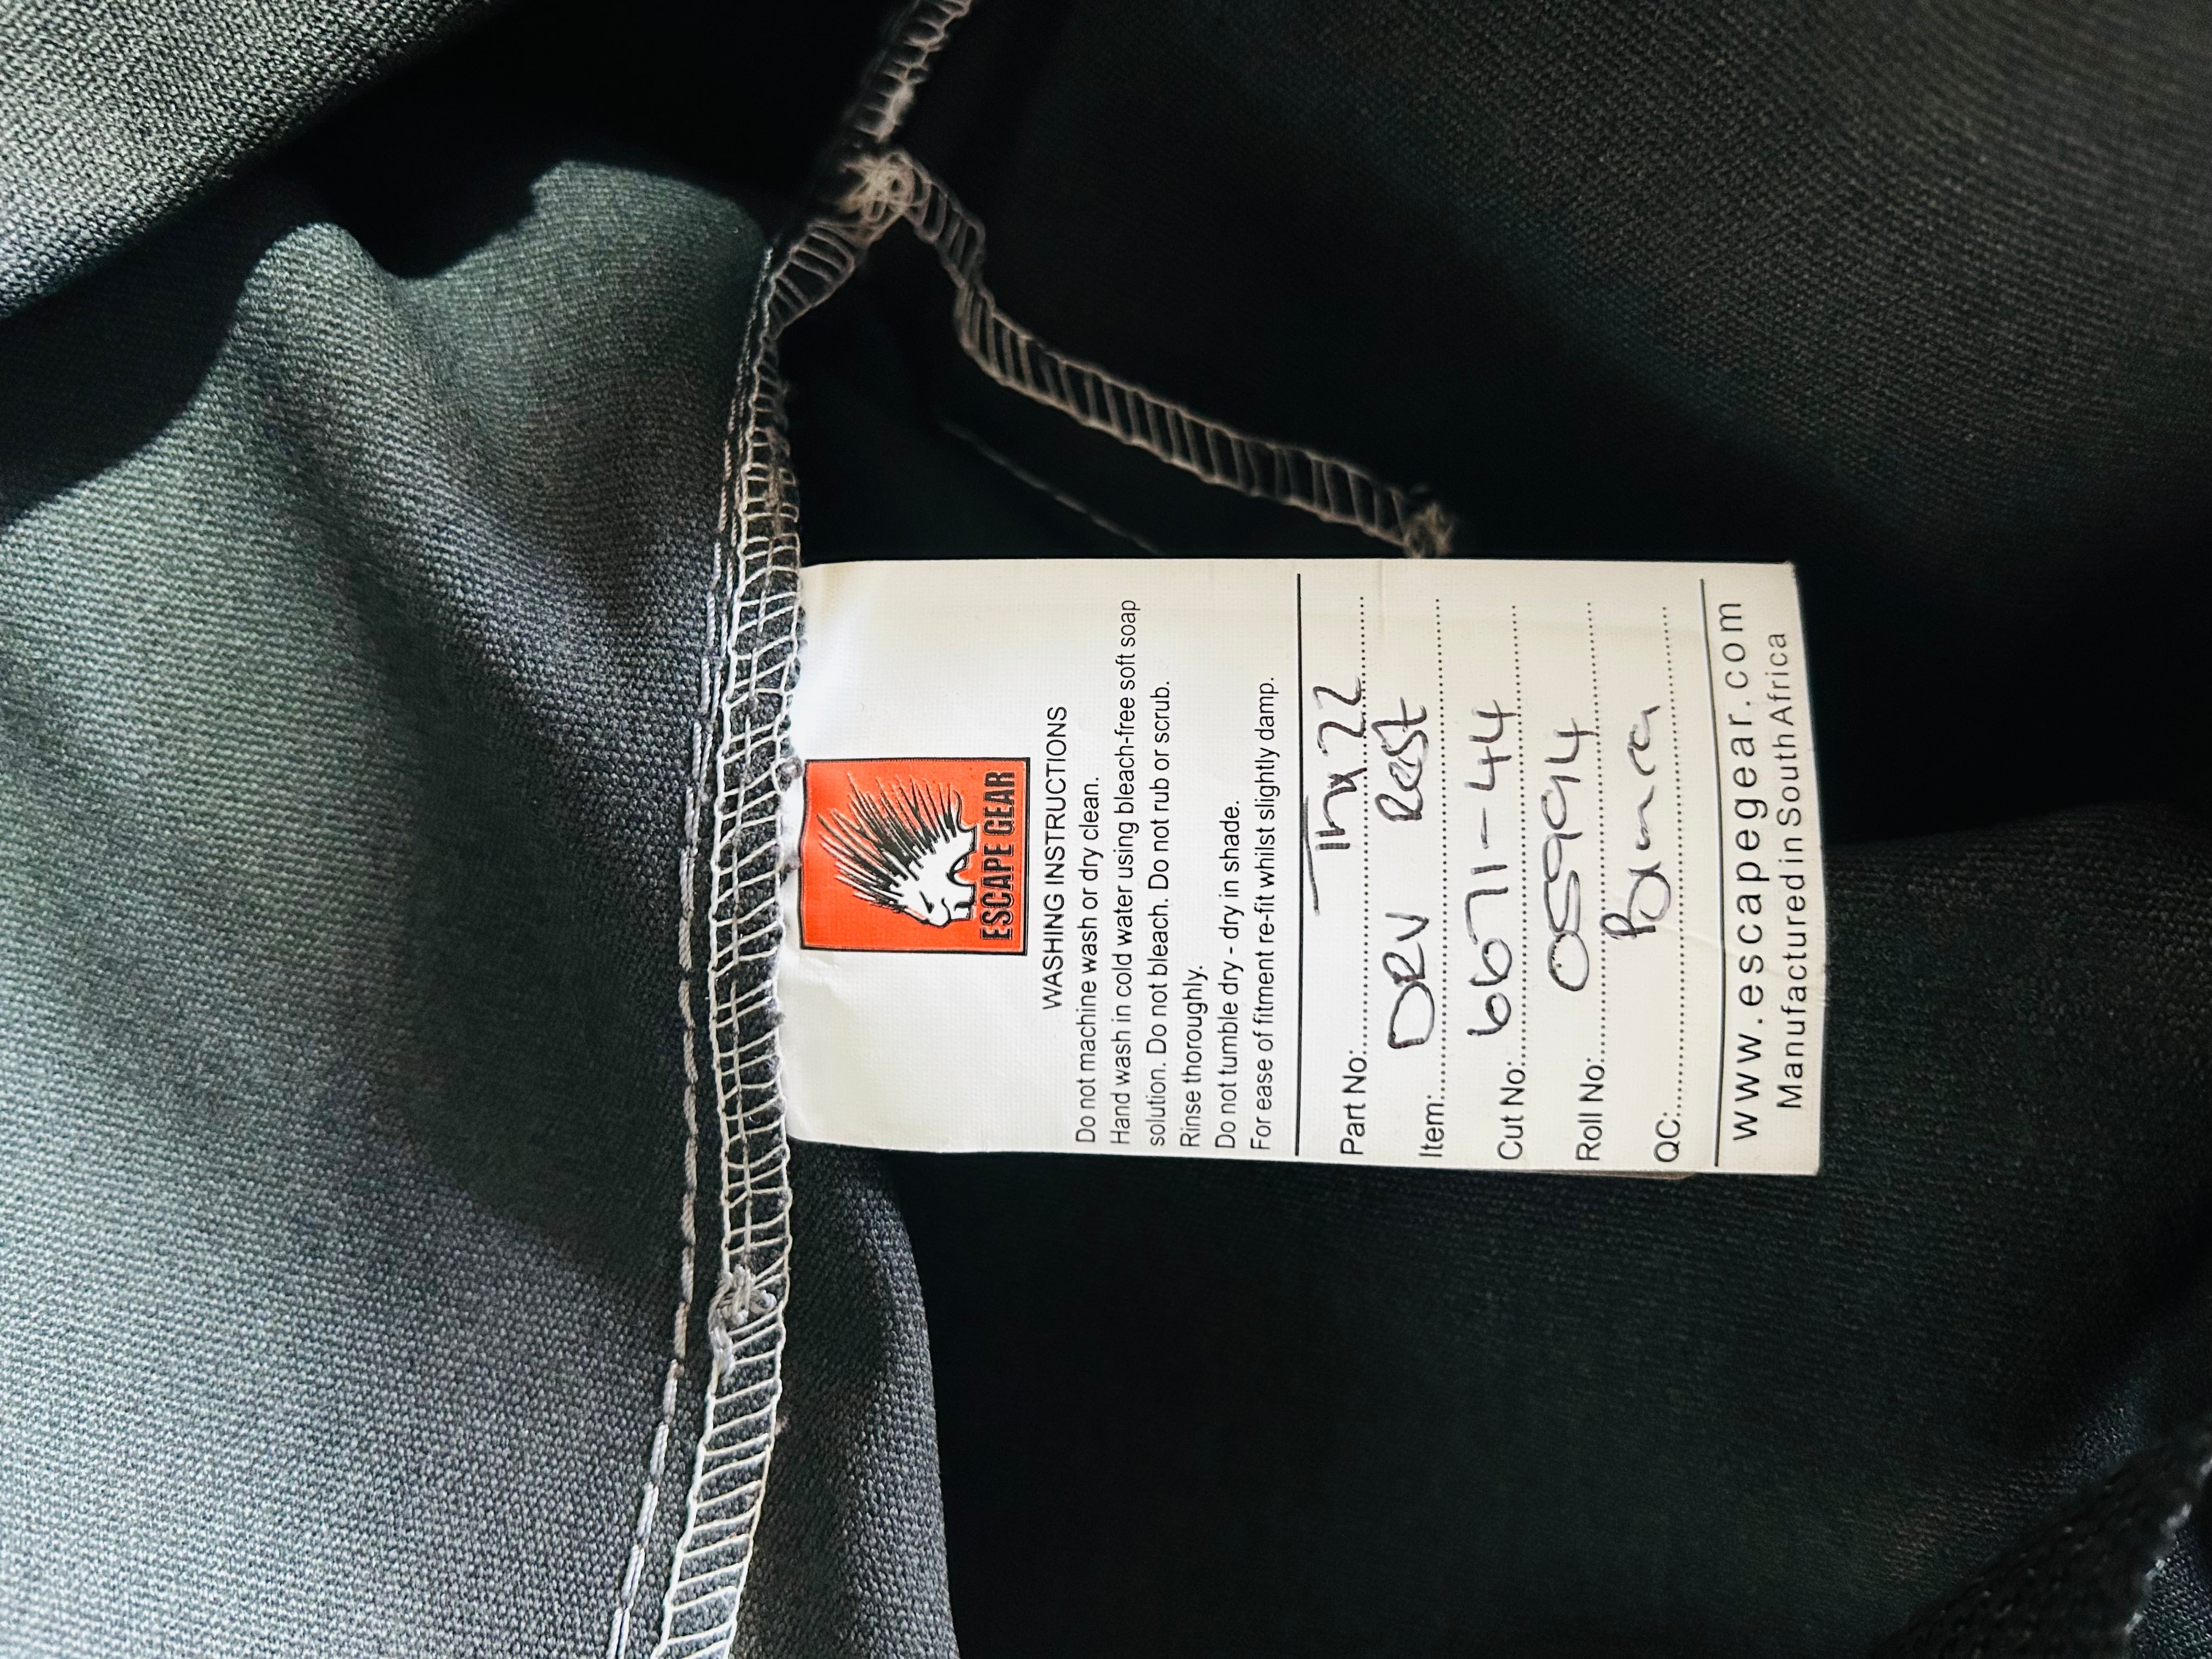 ESCAPE GEAR
WASHING INSTRUCTIONS
Do not machine wash or dry clean.
Hand wash in cold water using bleach-free soft soap
solution. Do not bleach. Do not rub or scrub.
Rinse thoroughly.
Do not tumble dry - dry in shade.
For ease of fitment re-fit whilst slightly damp.
Part No:
Item: DRV Rest
Cut No: 6671-44
Roll No: OS994
QC:
www.escapegear.com
Manufactured in South Africa